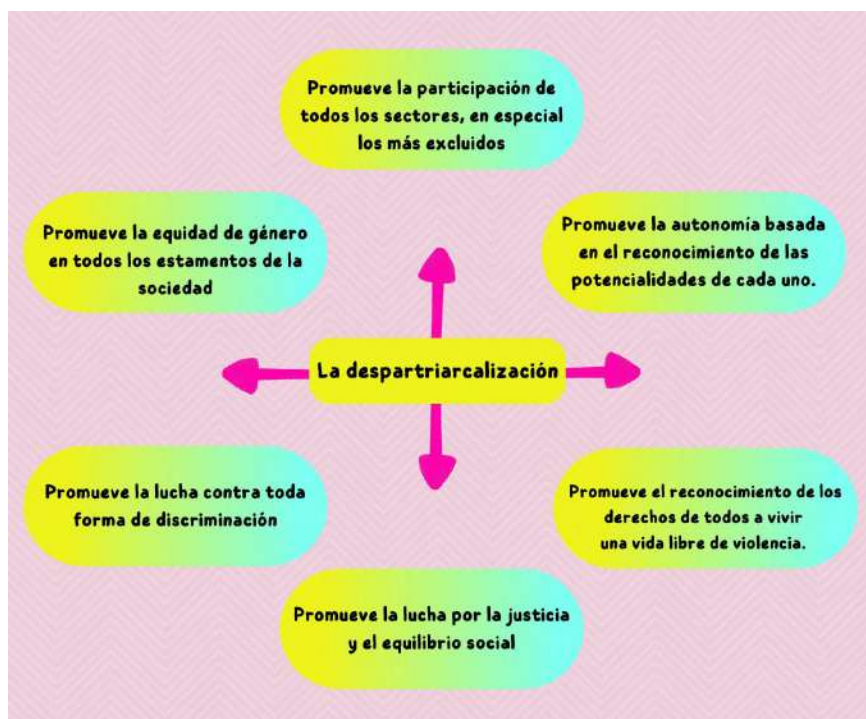 Promueve la participación de
todos los sectores, en especial
los más excluidos
Promueve la equidad de género
en todos los estamentos de la
sociedad
Promueve la autonomía basada
en el reconocimiento de las
potencialidades de cada uno.
La despartriarcalización
Promueve la lucha contra toda
forma de discriminación
Promueve el reconocimiento de los
derechos de todos a vivir
una vida libre de violencia.
Promueve la lucha por la justicia
y el equilibrio social